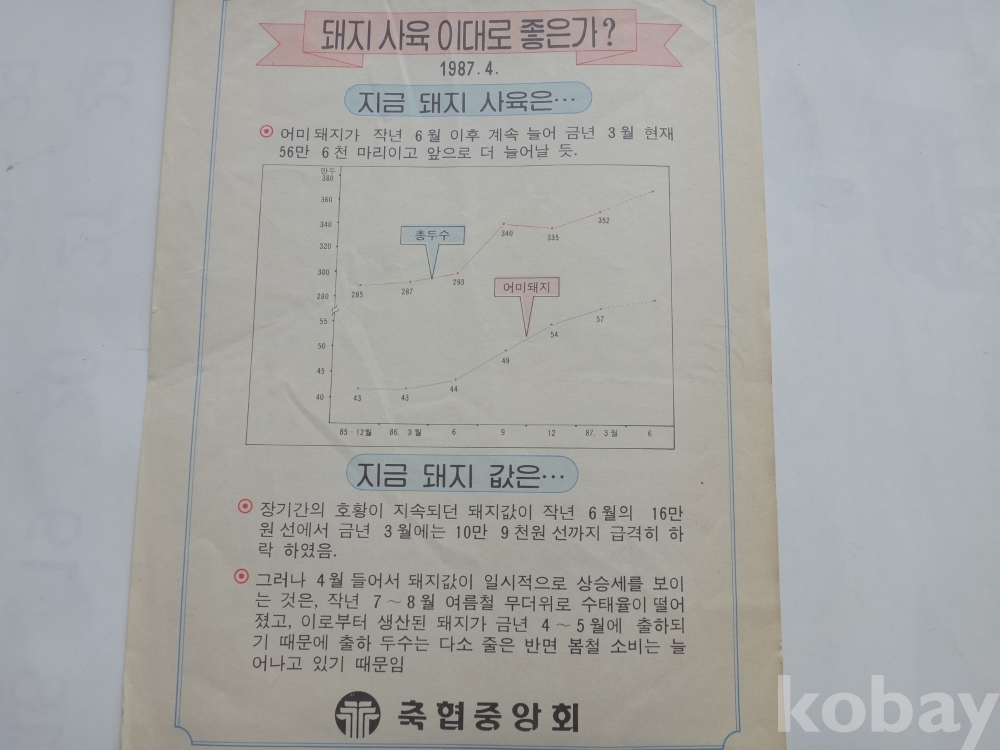 돼지 사육 이대로 좋은가?
1987. 4.
지금 돼지 사육은…
어미돼지가 작년 6월 이후 계속 늘어 금년 3월 현재
56만 6천 마리이고 앞으로 더 늘어날 듯.
만두
380
360
340
320
300
280
55
50
45
40
총두수
285
287
293
340
335
352
어미돼지
43
43
44
49
54
57
85·12월 86. 3월 6 9 12 87. 3월 6
지금 돼지 값은…
장기간의 호황이 지속되던 돼지값이 작년 6월의 16만
원선에서 금년 3월에는 10만 9천원선까지 급격히 하
락 하였음.
그러나 4월 들어서 돼지값이 일시적으로 상승세를 보이
는 것은, 작년 7~8월 여름철 무더위로 수태율이 떨어
졌고, 이로부터 생산된 돼지가 금년 4~5월에 출하되
기 때문에 출하 두수는 다소 줄은 반면 봄철 소비는 늘
어나고 있기 때문임
축협중앙회
kobay